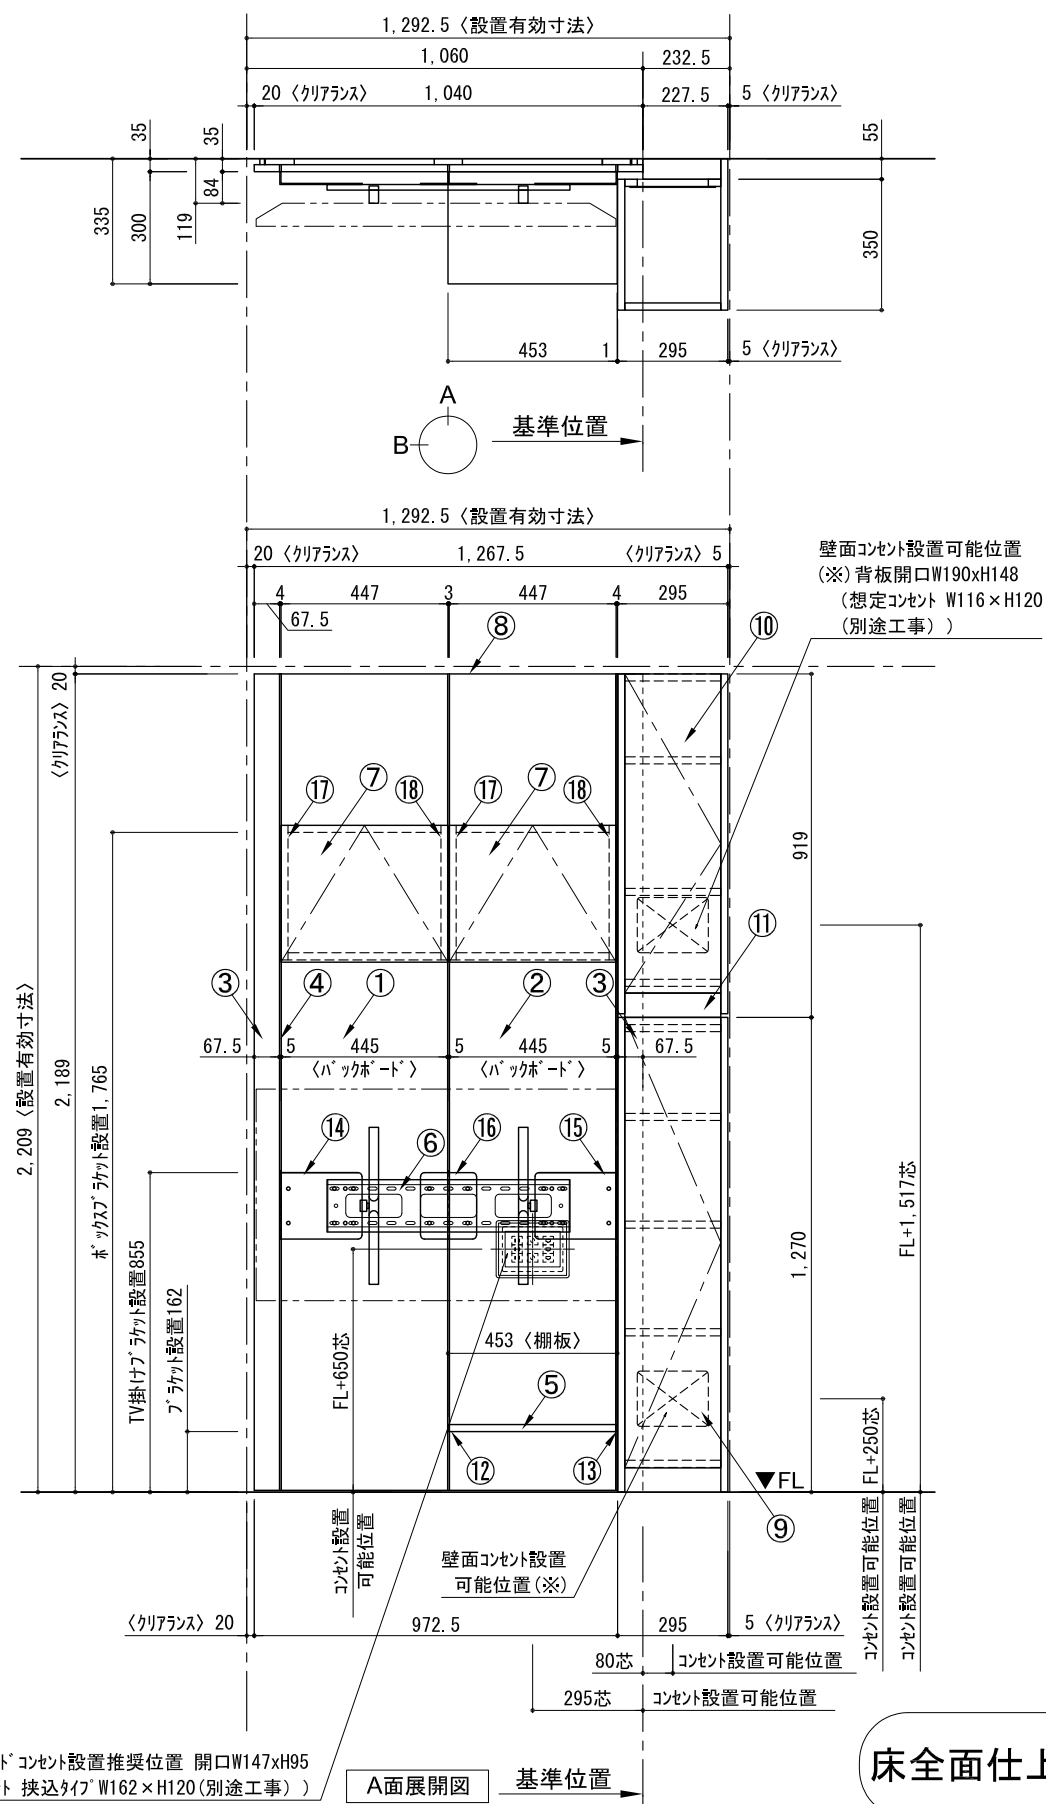 1,292.5〈設置有効寸法〉
1,060
232.5
20〈クリアランス〉
1,040
227.5
5〈クリアランス〉
35
35
55
84
119
300
335
350
453
1
295
5〈クリアランス〉
A
B
基準位置
1,292.5〈設置有効寸法〉
20〈クリアランス〉
1,267.5
〈クリアランス〉5
4
447
3
447
4
295
67.5
壁面コンセント設置可能位置
(※)背板開口W190xH148
(想定コンセント W116×H120
(別途工事))
⑧
⑩
〈クリアランス〉20
⑰
⑦
⑱
⑰
⑦
⑱
919
⑪
③
④
①
②
③
67.5
5
445
5
445
5
67.5
〈バックボード〉
〈バックボード〉
2,209〈設置有効寸法〉
2,189
ボックスブラケット設置1,765
TV掛けブラケット設置855
ブラケット設置162
⑭
⑥
⑯
⑮
FL+1,517芯
1,270
FL+650芯
453〈棚板〉
⑤
⑫
⑬
▼FL
⑨
FL+250芯
コンセント設置可能位置
コンセント設置可能位置
コンセント設置
可能位置
壁面コンセント設置
可能位置(※)
〈クリアランス〉20
972.5
295
5〈クリアランス〉
80芯
コンセント設置可能位置
295芯
コンセント設置可能位置
ドコンセント設置推奨位置 開口W147xH95
ト 挟込タイプW162×H120(別途工事))
A面展開図
基準位置
床全面仕上